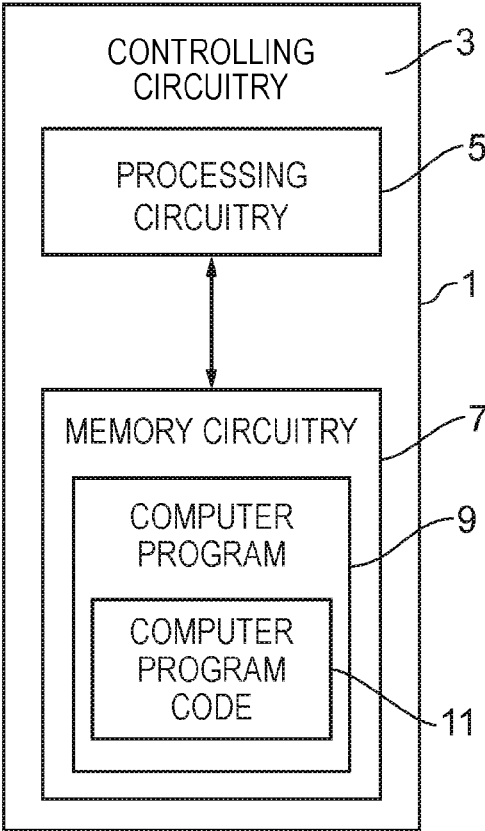 CONTROLLING
CIRCUITRY
3
PROCESSING
CIRCUITRY
5
1
MEMORY CIRCUITRY
7
COMPUTER
PROGRAM
9
COMPUTER
PROGRAM
CODE
11